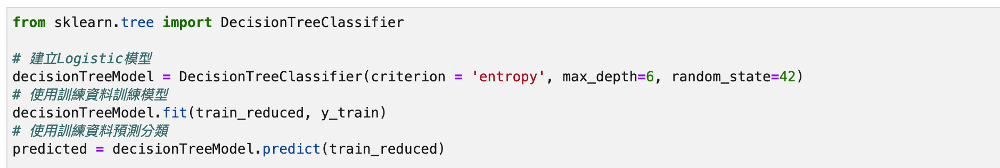 from sklearn.tree import DecisionTreeClassifier
# 建立Logistic模型
decisionTreeModel = DecisionTreeClassifier(criterion = 'entropy', max_depth=6, random_state=42)
# 使用訓練資料訓練模型
decisionTreeModel.fit(train_reduced, y_train)
# 使用訓練資料預測分類
predicted = decisionTreeModel.predict(train_reduced)